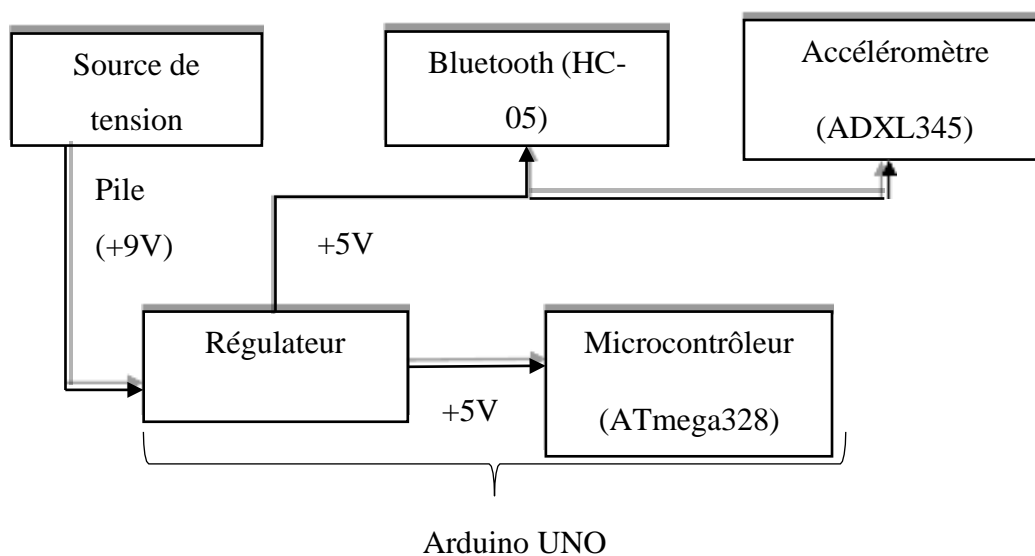 Source de
tension
Bluetooth (HC-
05)
Accéléromètre
(ADXL345)
Pile
(+9V)
+5V
Régulateur
+5V
Microcontrôleur
(ATmega328)
Arduino UNO